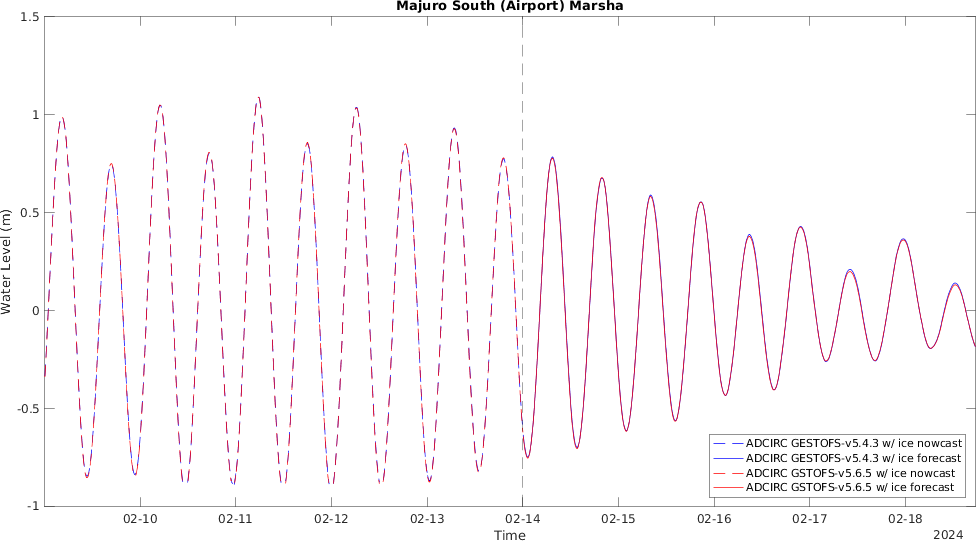 Majuro South (Airport) Marsha
1.5
1
0.5
0
-0.5
-1
Water Level (m)
02-10
02-11
02-12
02-13
02-14
02-15
02-16
02-17
02-18
Time
2024
ADCIRC GESTOFS-v5.4.3 w/ ice nowcast
ADCIRC GESTOFS-v5.4.3 w/ ice forecast
ADCIRC GSTOFS-v5.6.5 w/ ice nowcast
ADCIRC GSTOFS-v5.6.5 w/ ice forecast